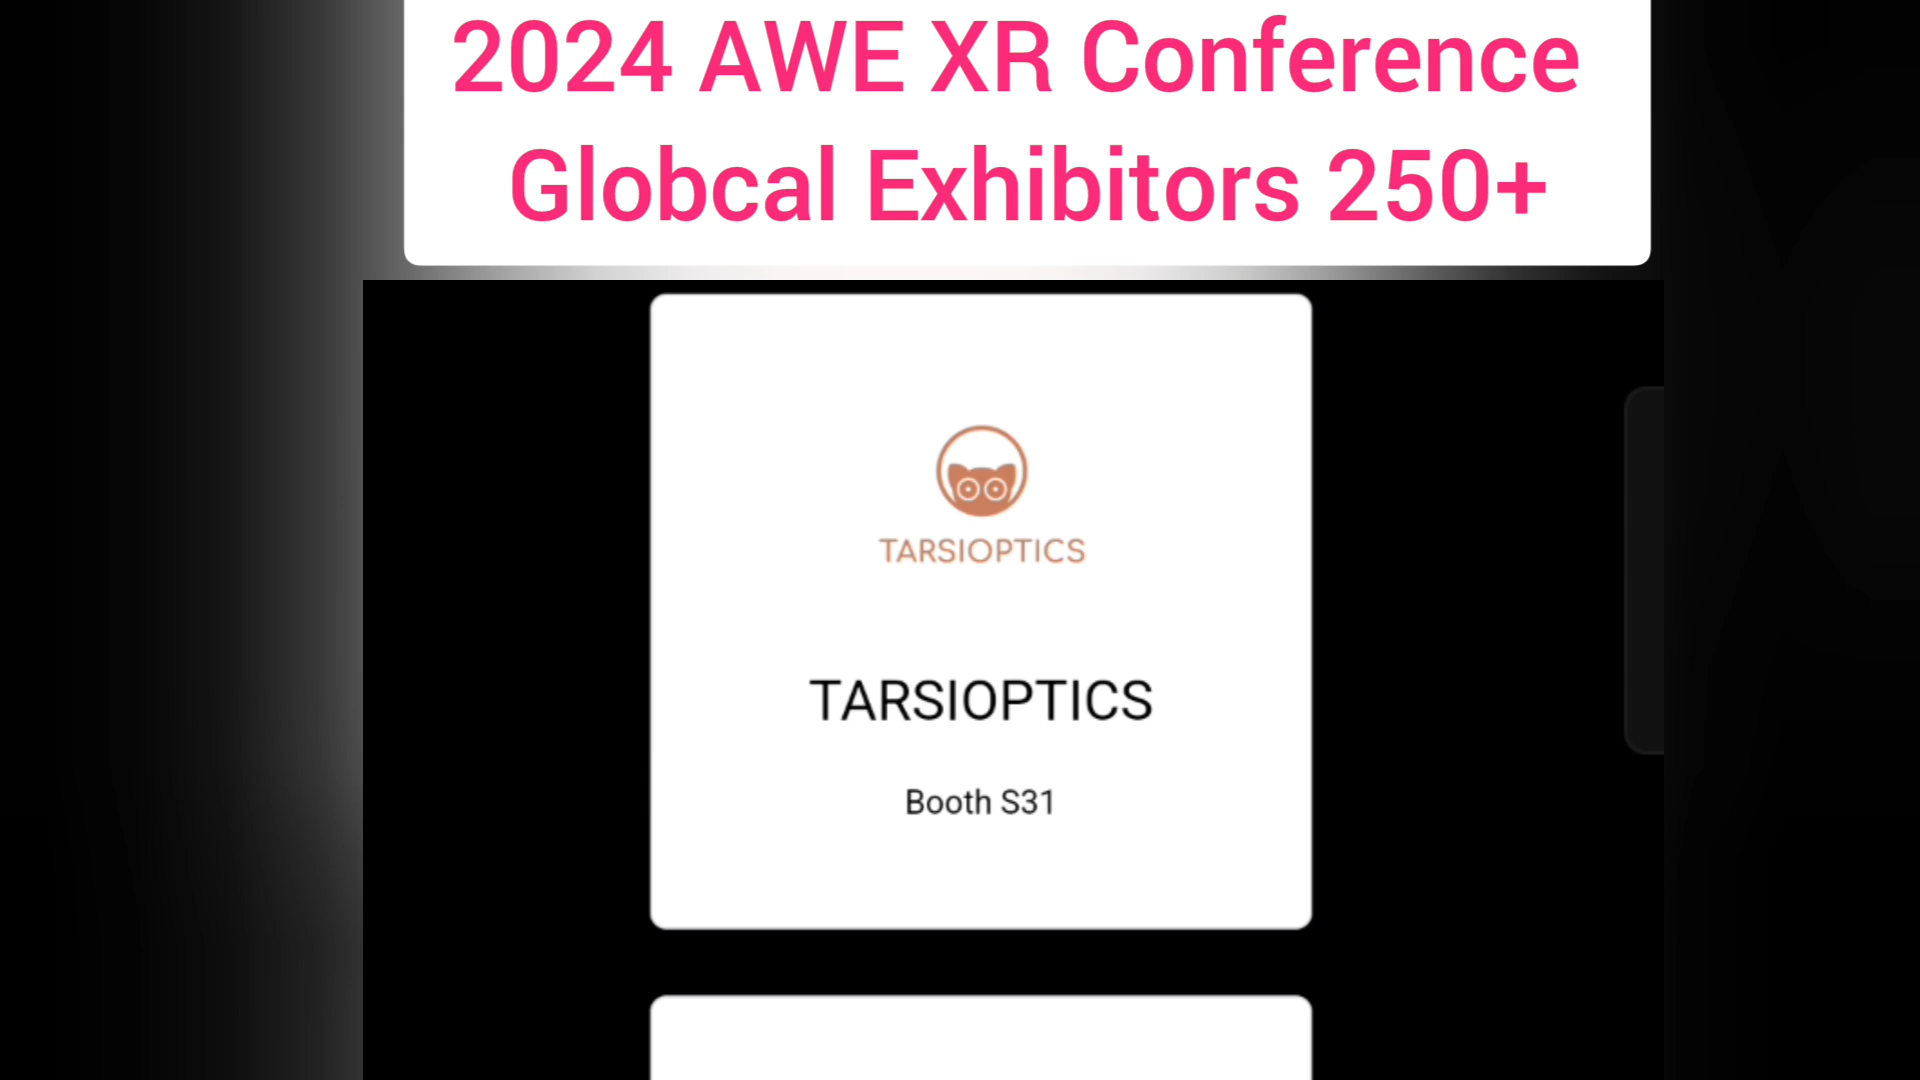 2024 AWE XR Conference
Globcal Exhibitors 250+
TARSIOPTICS
TARSIOPTICS
Booth S31